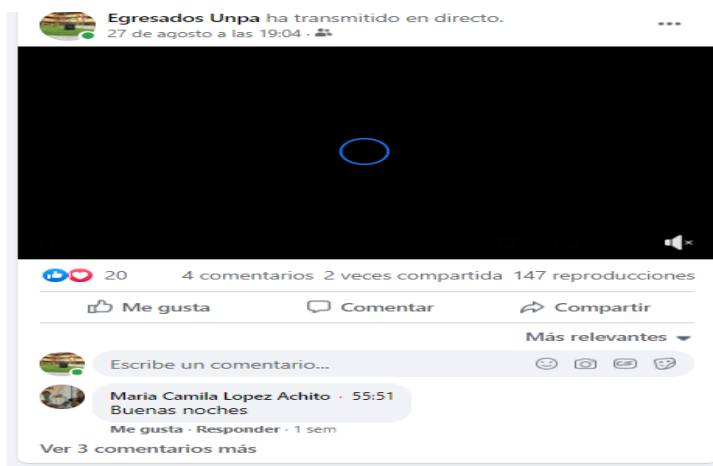 Egresados Unpa ha transmitido en directo.
27 de agosto a las 19:04 ·
20 4 comentarios 2 veces compartida 147 reproducciones
Me gusta Comentar Compartir
Más relevantes
Escribe un comentario...
GIF
Maria Camila Lopez Achito · 55:51
Buenas noches
Me gusta · Responder · 1 sem
Ver 3 comentarios más